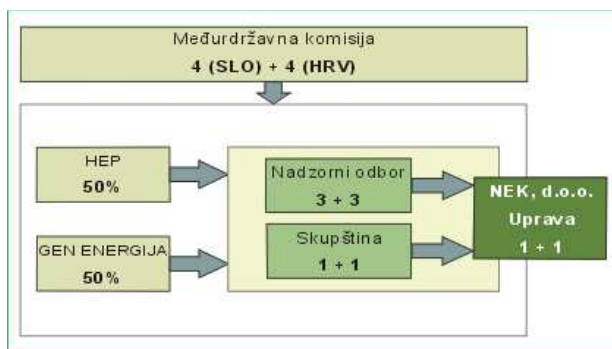 Međurdržavna komisija
4 (SLO) + 4 (HRV)
HEP
50%
Nadzorni odbor
3 + 3
NEK, d.o.o.
Uprava
1 + 1
GEN ENERGIJA
50%
Skupština
1 + 1